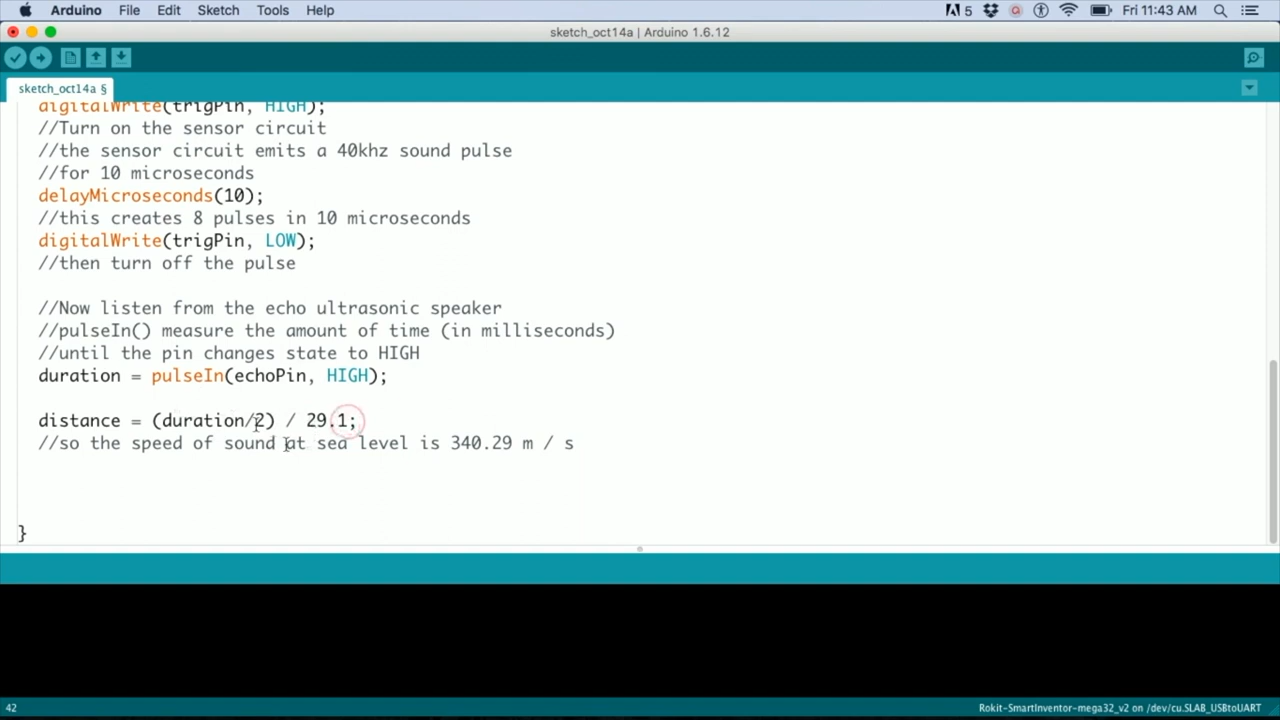 Arduino File Edit Sketch Tools Help 5 Fri 11:43 AM
sketch_oct14a | Arduino 1.6.12
sketch_oct14a §
digitalWrite(trigPin, HIGH);
//Turn on the sensor circuit
//the sensor circuit emits a 40khz sound pulse
//for 10 microseconds
delayMicroseconds(10);
//this creates 8 pulses in 10 microseconds
digitalWrite(trigPin, LOW);
//then turn off the pulse
//Now listen from the echo ultrasonic speaker
//pulseIn() measure the amount of time (in milliseconds)
//until the pin changes state to HIGH
duration = pulseIn(echoPin, HIGH);
distance = (duration/2) / 29.1;
//so the speed of sound at sea level is 340.29 m / s
}
42 Rokit-SmartInventor-mega32_v2 on /dev/cu.SLAB_USBtoUART